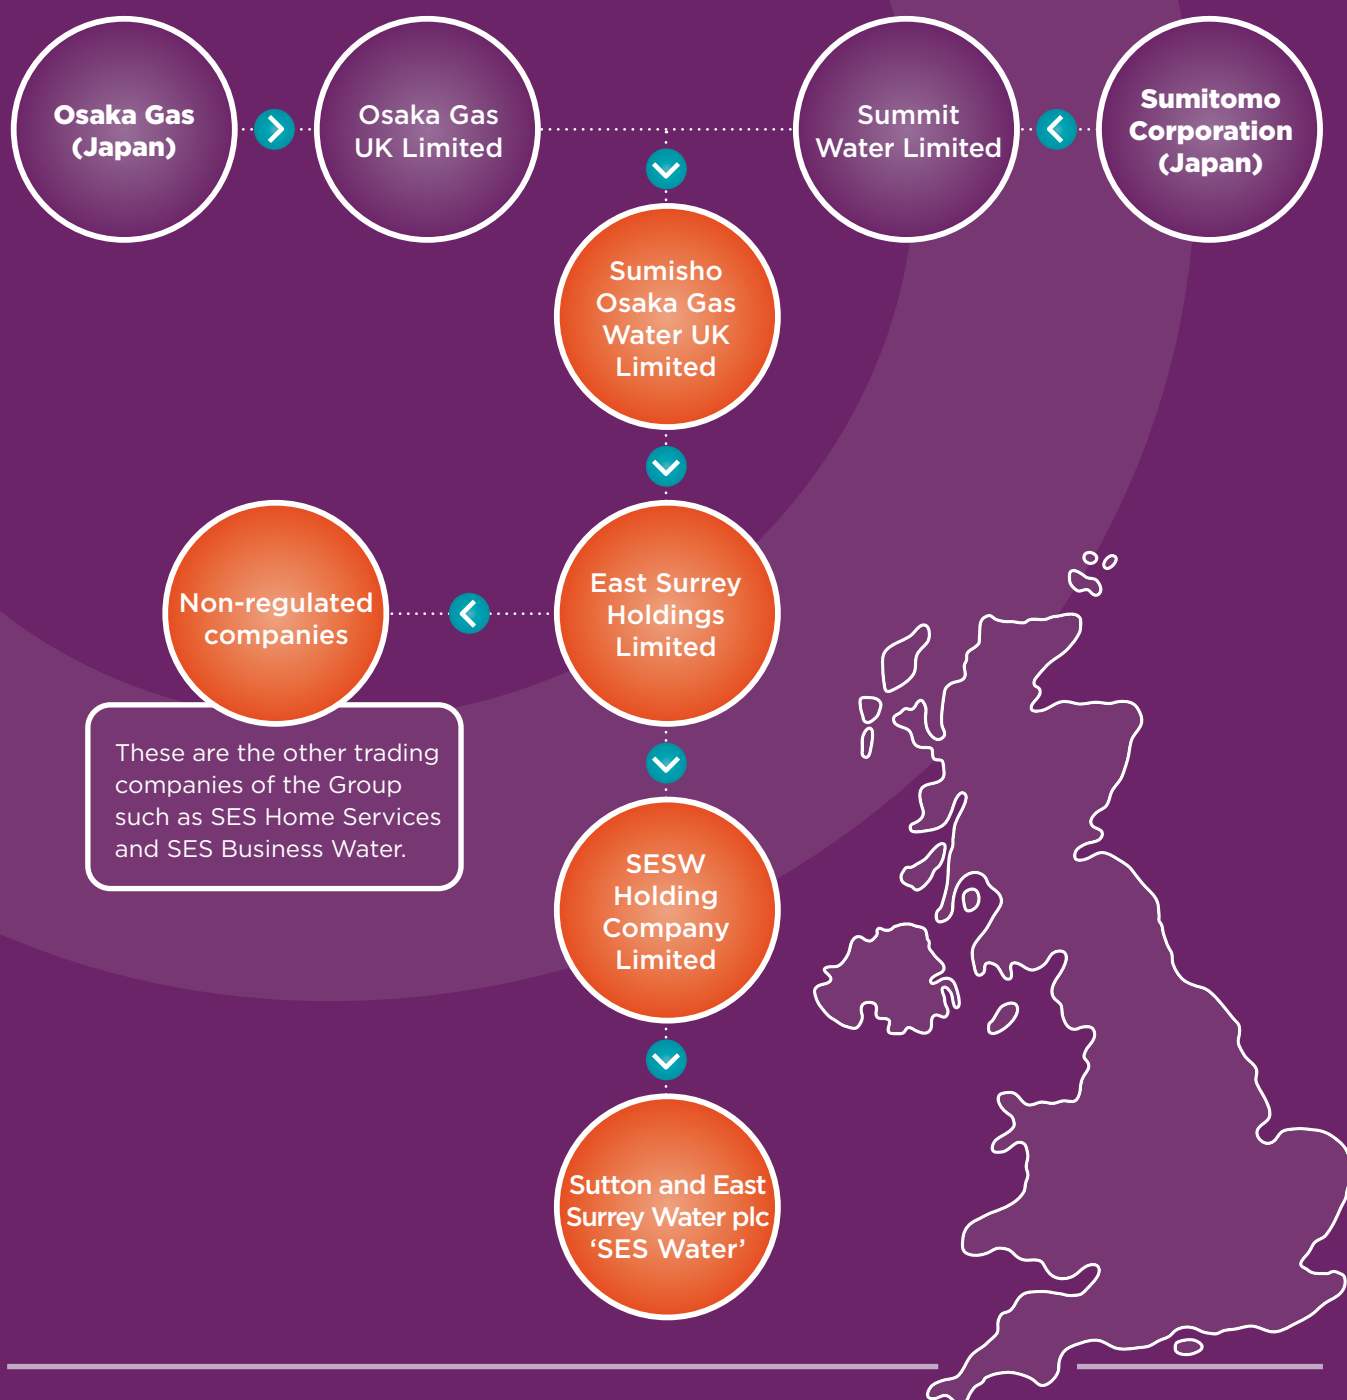 Osaka Gas
(Japan)
Osaka Gas
UK Limited
Summit
Water Limited
Sumitomo
Corporation
(Japan)
Sumisho
Osaka Gas
Water UK
Limited
Non-regulated
companies
East Surrey
Holdings
Limited
These are the other trading
companies of the Group
such as SES Home Services
and SES Business Water.
SESW
Holding
Company
Limited
Sutton and East
Surrey Water plc
‘SES Water’